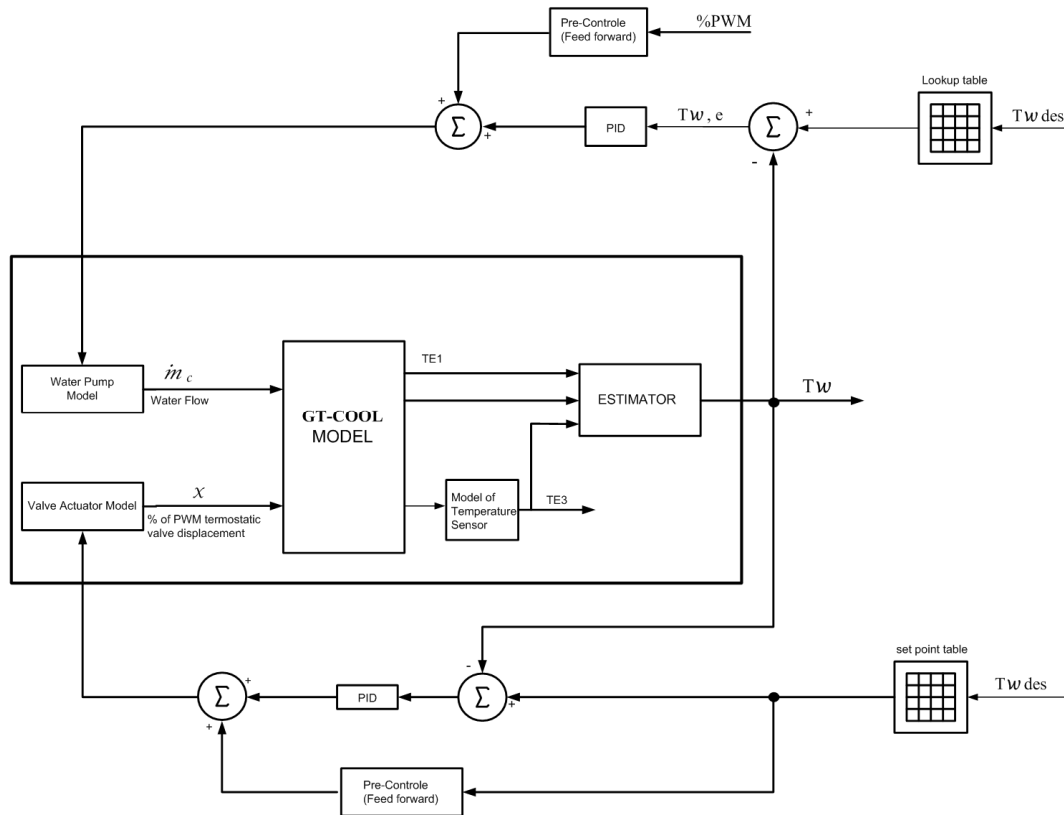 Pre-Controle
(Feed forward)
%PWM
Lookup table
+
Σ
+
PID
Tw, e
Σ
+
-
Tw des
Water Pump
Model
ṁ c
Water Flow
GT-COOL
MODEL
TE1
ESTIMATOR
Tw
Valve Actuator Model
x
% of PWM termostatic
valve displacement
Model of
Temperature
Sensor
TE3
set point table
-
Σ
+
+
PID
Σ
+
Tw des
Pre-Controle
(Feed forward)